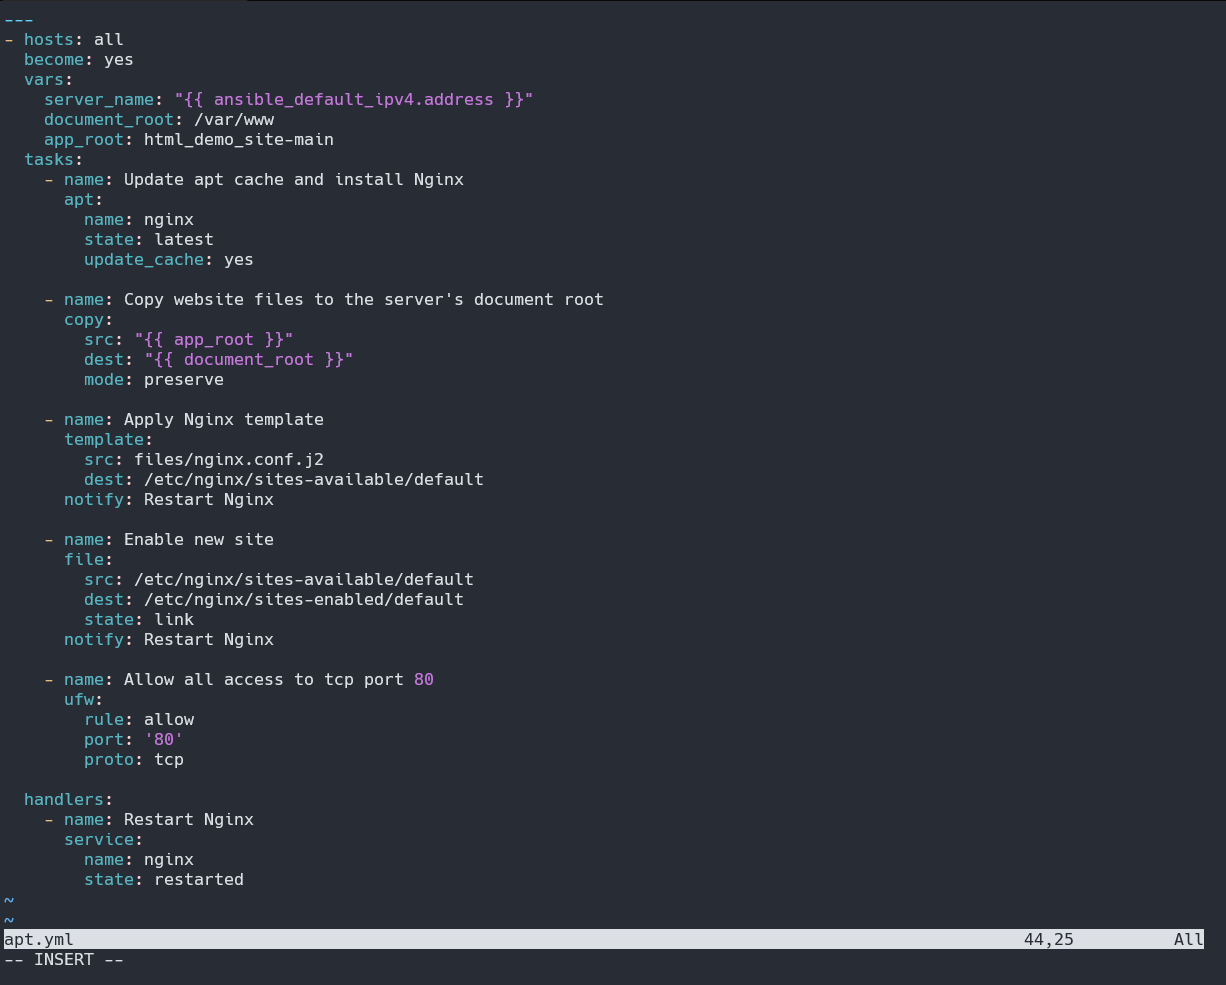 ---
- hosts: all
  become: yes
  vars:
    server_name: "{{ ansible_default_ipv4.address }}"
    document_root: /var/www
    app_root: html_demo_site-main
  tasks:
    - name: Update apt cache and install Nginx
      apt:
        name: nginx
        state: latest
        update_cache: yes

    - name: Copy website files to the server's document root
      copy:
        src: "{{ app_root }}"
        dest: "{{ document_root }}"
        mode: preserve

    - name: Apply Nginx template
      template:
        src: files/nginx.conf.j2
        dest: /etc/nginx/sites-available/default
      notify: Restart Nginx

    - name: Enable new site
      file:
        src: /etc/nginx/sites-available/default
        dest: /etc/nginx/sites-enabled/default
        state: link
      notify: Restart Nginx

    - name: Allow all access to tcp port 80
      ufw:
        rule: allow
        port: '80'
        proto: tcp

  handlers:
    - name: Restart Nginx
      service:
        name: nginx
        state: restarted
~
~
apt.yml 44,25 All
-- INSERT --